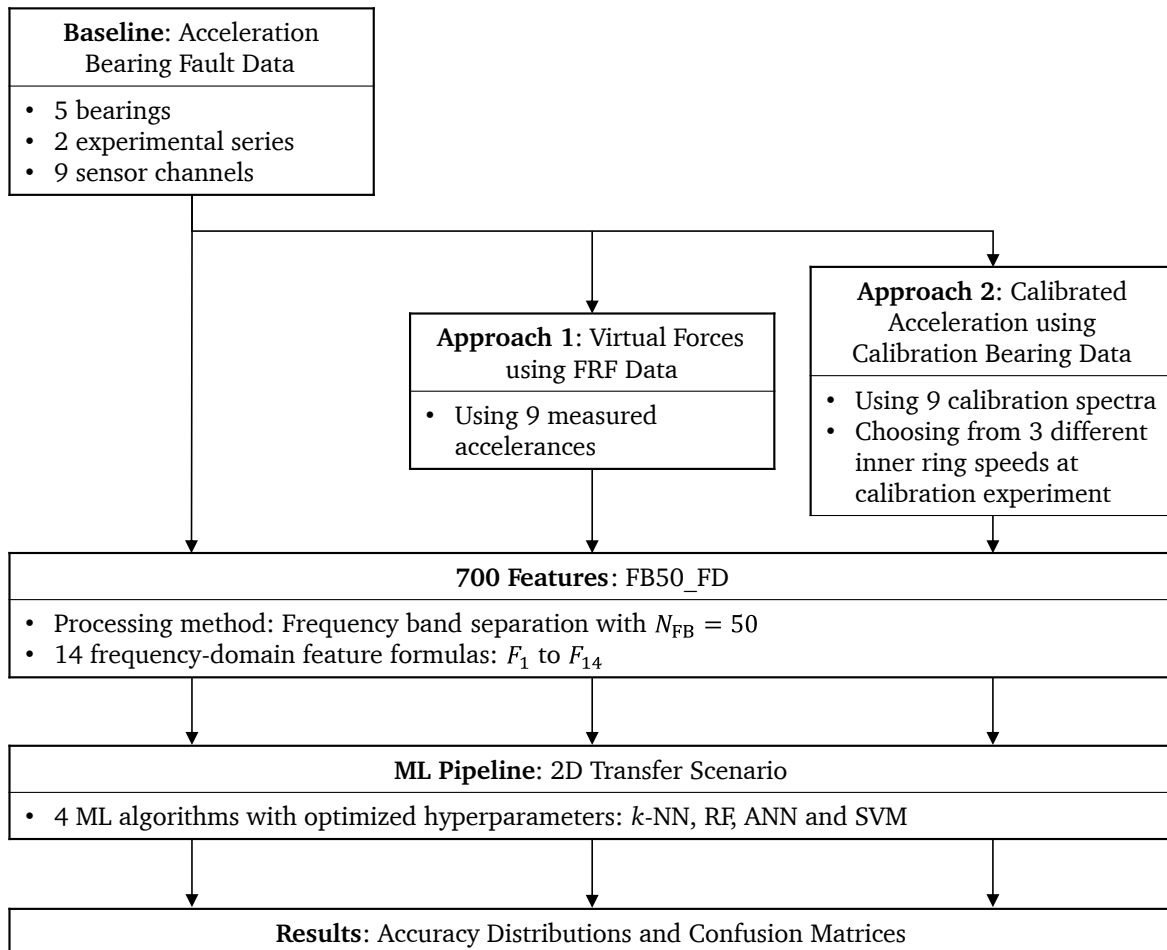 Baseline: Acceleration
Bearing Fault Data
• 5 bearings
• 2 experimental series
• 9 sensor channels
Approach 1: Virtual Forces
using FRF Data
• Using 9 measured
accelerances
Approach 2: Calibrated
Acceleration using
Calibration Bearing Data
• Using 9 calibration spectra
• Choosing from 3 different
inner ring speeds at
calibration experiment
700 Features: FB50_FD
• Processing method: Frequency band separation with N_FB = 50
• 14 frequency-domain feature formulas: F_1 to F_14
ML Pipeline: 2D Transfer Scenario
• 4 ML algorithms with optimized hyperparameters: k-NN, RF, ANN and SVM
Results: Accuracy Distributions and Confusion Matrices